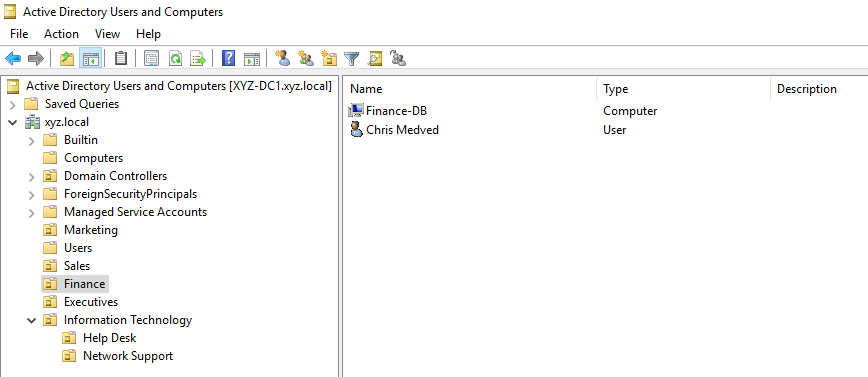 Active Directory Users and Computers
File Action View Help
Active Directory Users and Computers [XYZ-DC1.xyz.local]
Saved Queries
xyz.local
Builtin
Computers
Domain Controllers
ForeignSecurityPrincipals
Managed Service Accounts
Marketing
Users
Sales
Finance
Executives
Information Technology
Help Desk
Network Support
Name Type Description
Finance-DB Computer
Chris Medved User